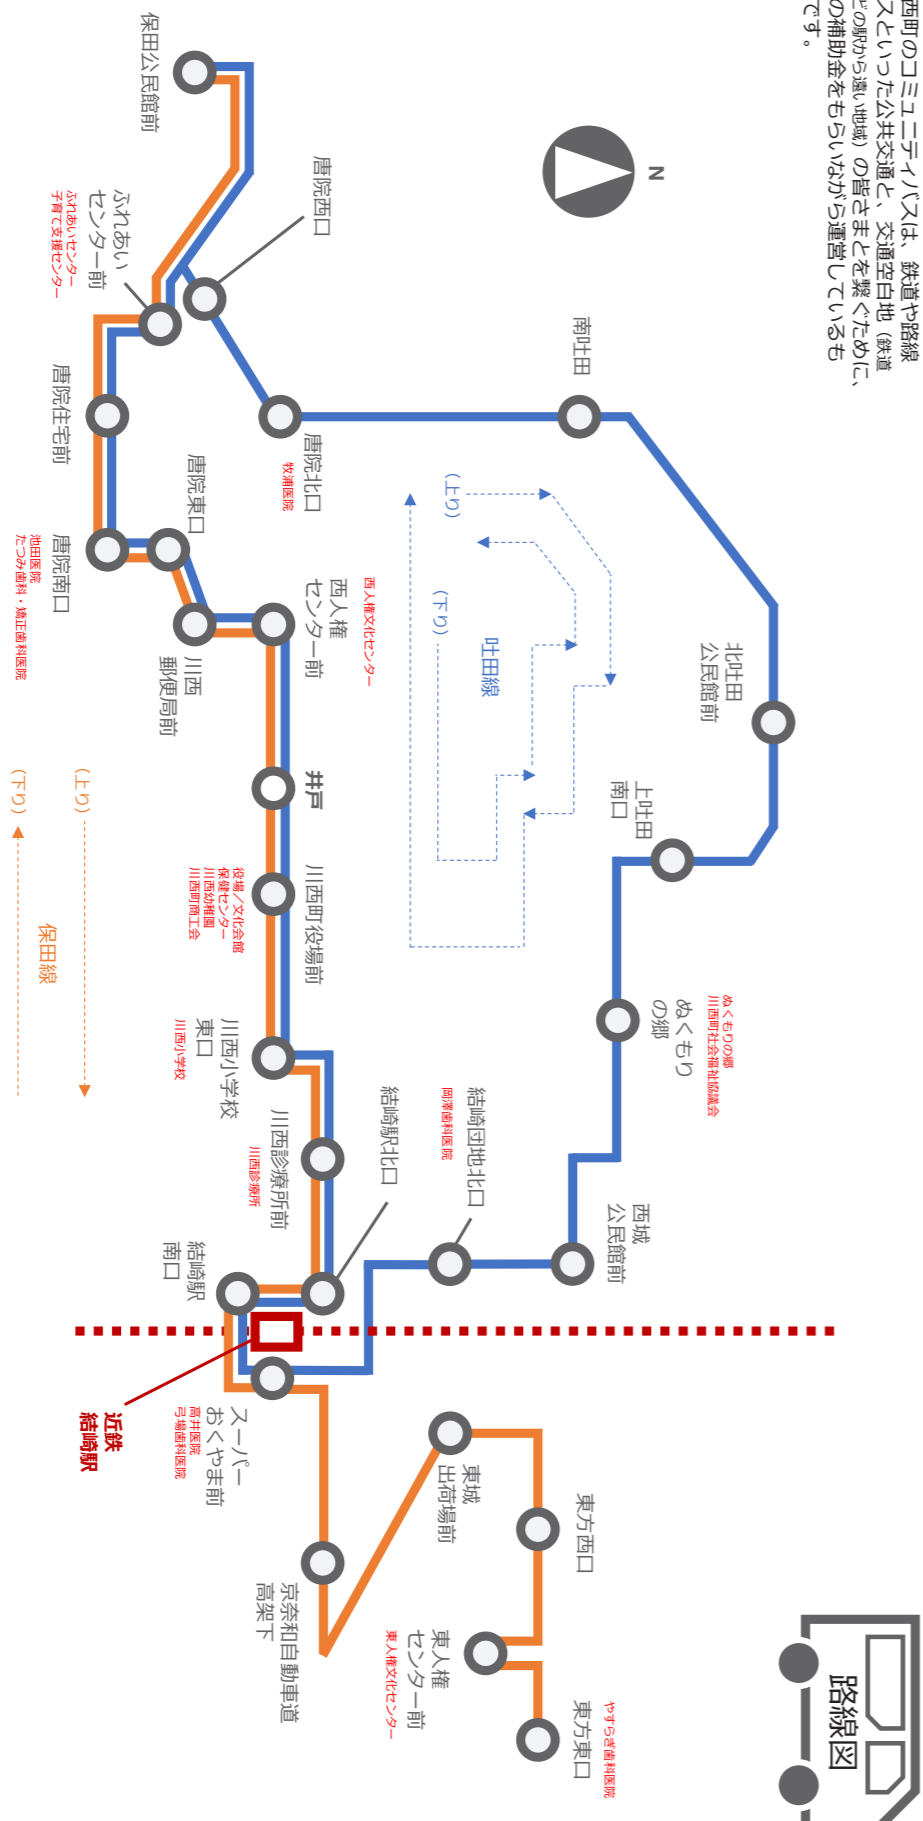 西町のコミュニティバスは、鉄道や路線
スといった公共交通と、交通空白地（鉄道
どの駅から遠い地域）の皆さまとを繋ぐために、
の補助金をもらいながら運営しているも
です。
路線図
N
保田公民館前
唐院西口
ふれあい
センター前
ふれあいセンター
子育て支援センター
唐院住宅前
唐院北口
牧浦医院
南吐田
唐院東口
唐院南口
池田医院
たつみ歯科・矯正歯科医院
川西
郵便局前
西人権
センター前
西人権文化センター
(上り)
(下り)
吐田線
北吐田
公民館前
上吐田
南口
井戸
川西町役場前
役場／文化会館
保健センター
川西幼稚園
川西町商工会
(上り)
(下り)
保田線
ぬくもり
の郷
ぬくもりの郷
川西町社会福祉協議会
川西小学校
東口
川西小学校
川西診療所前
川西診療所
結崎駅北口
結崎団地北口
岡澤歯科医院
西城
公民館前
結崎駅
南口
近鉄
結崎駅
スーパー
おくやま前
高井医院
弓場歯科医院
京奈和自動車道
高架下
東城
出荷場前
東方西口
東人権
センター前
東人権文化センター
東方東口
やすらぎ歯科医院